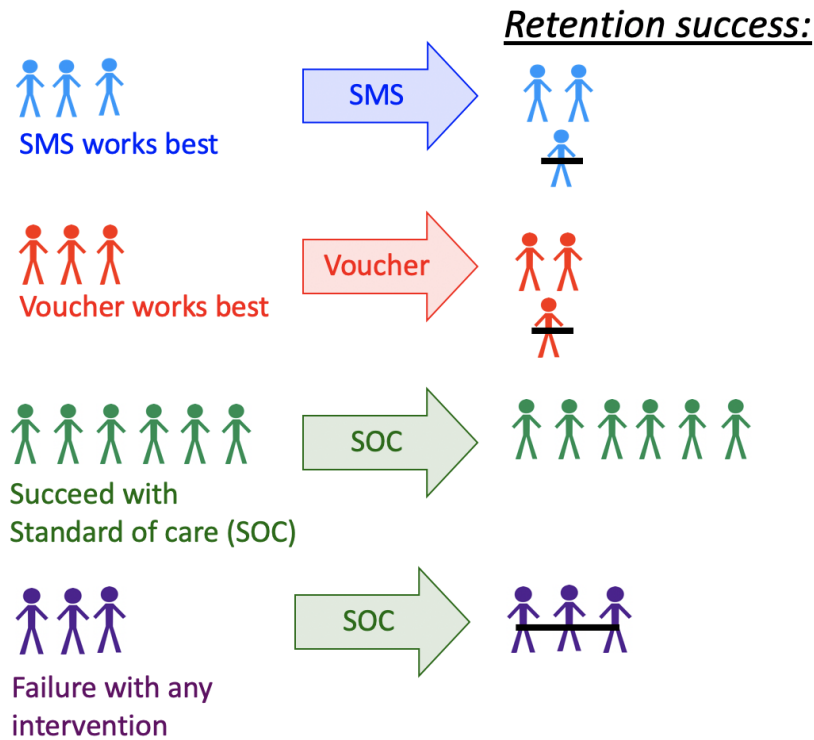 Retention success:
SMS
SMS works best
Voucher
Voucher works best
SOC
Succeed with
Standard of care (SOC)
SOC
Failure with any
intervention